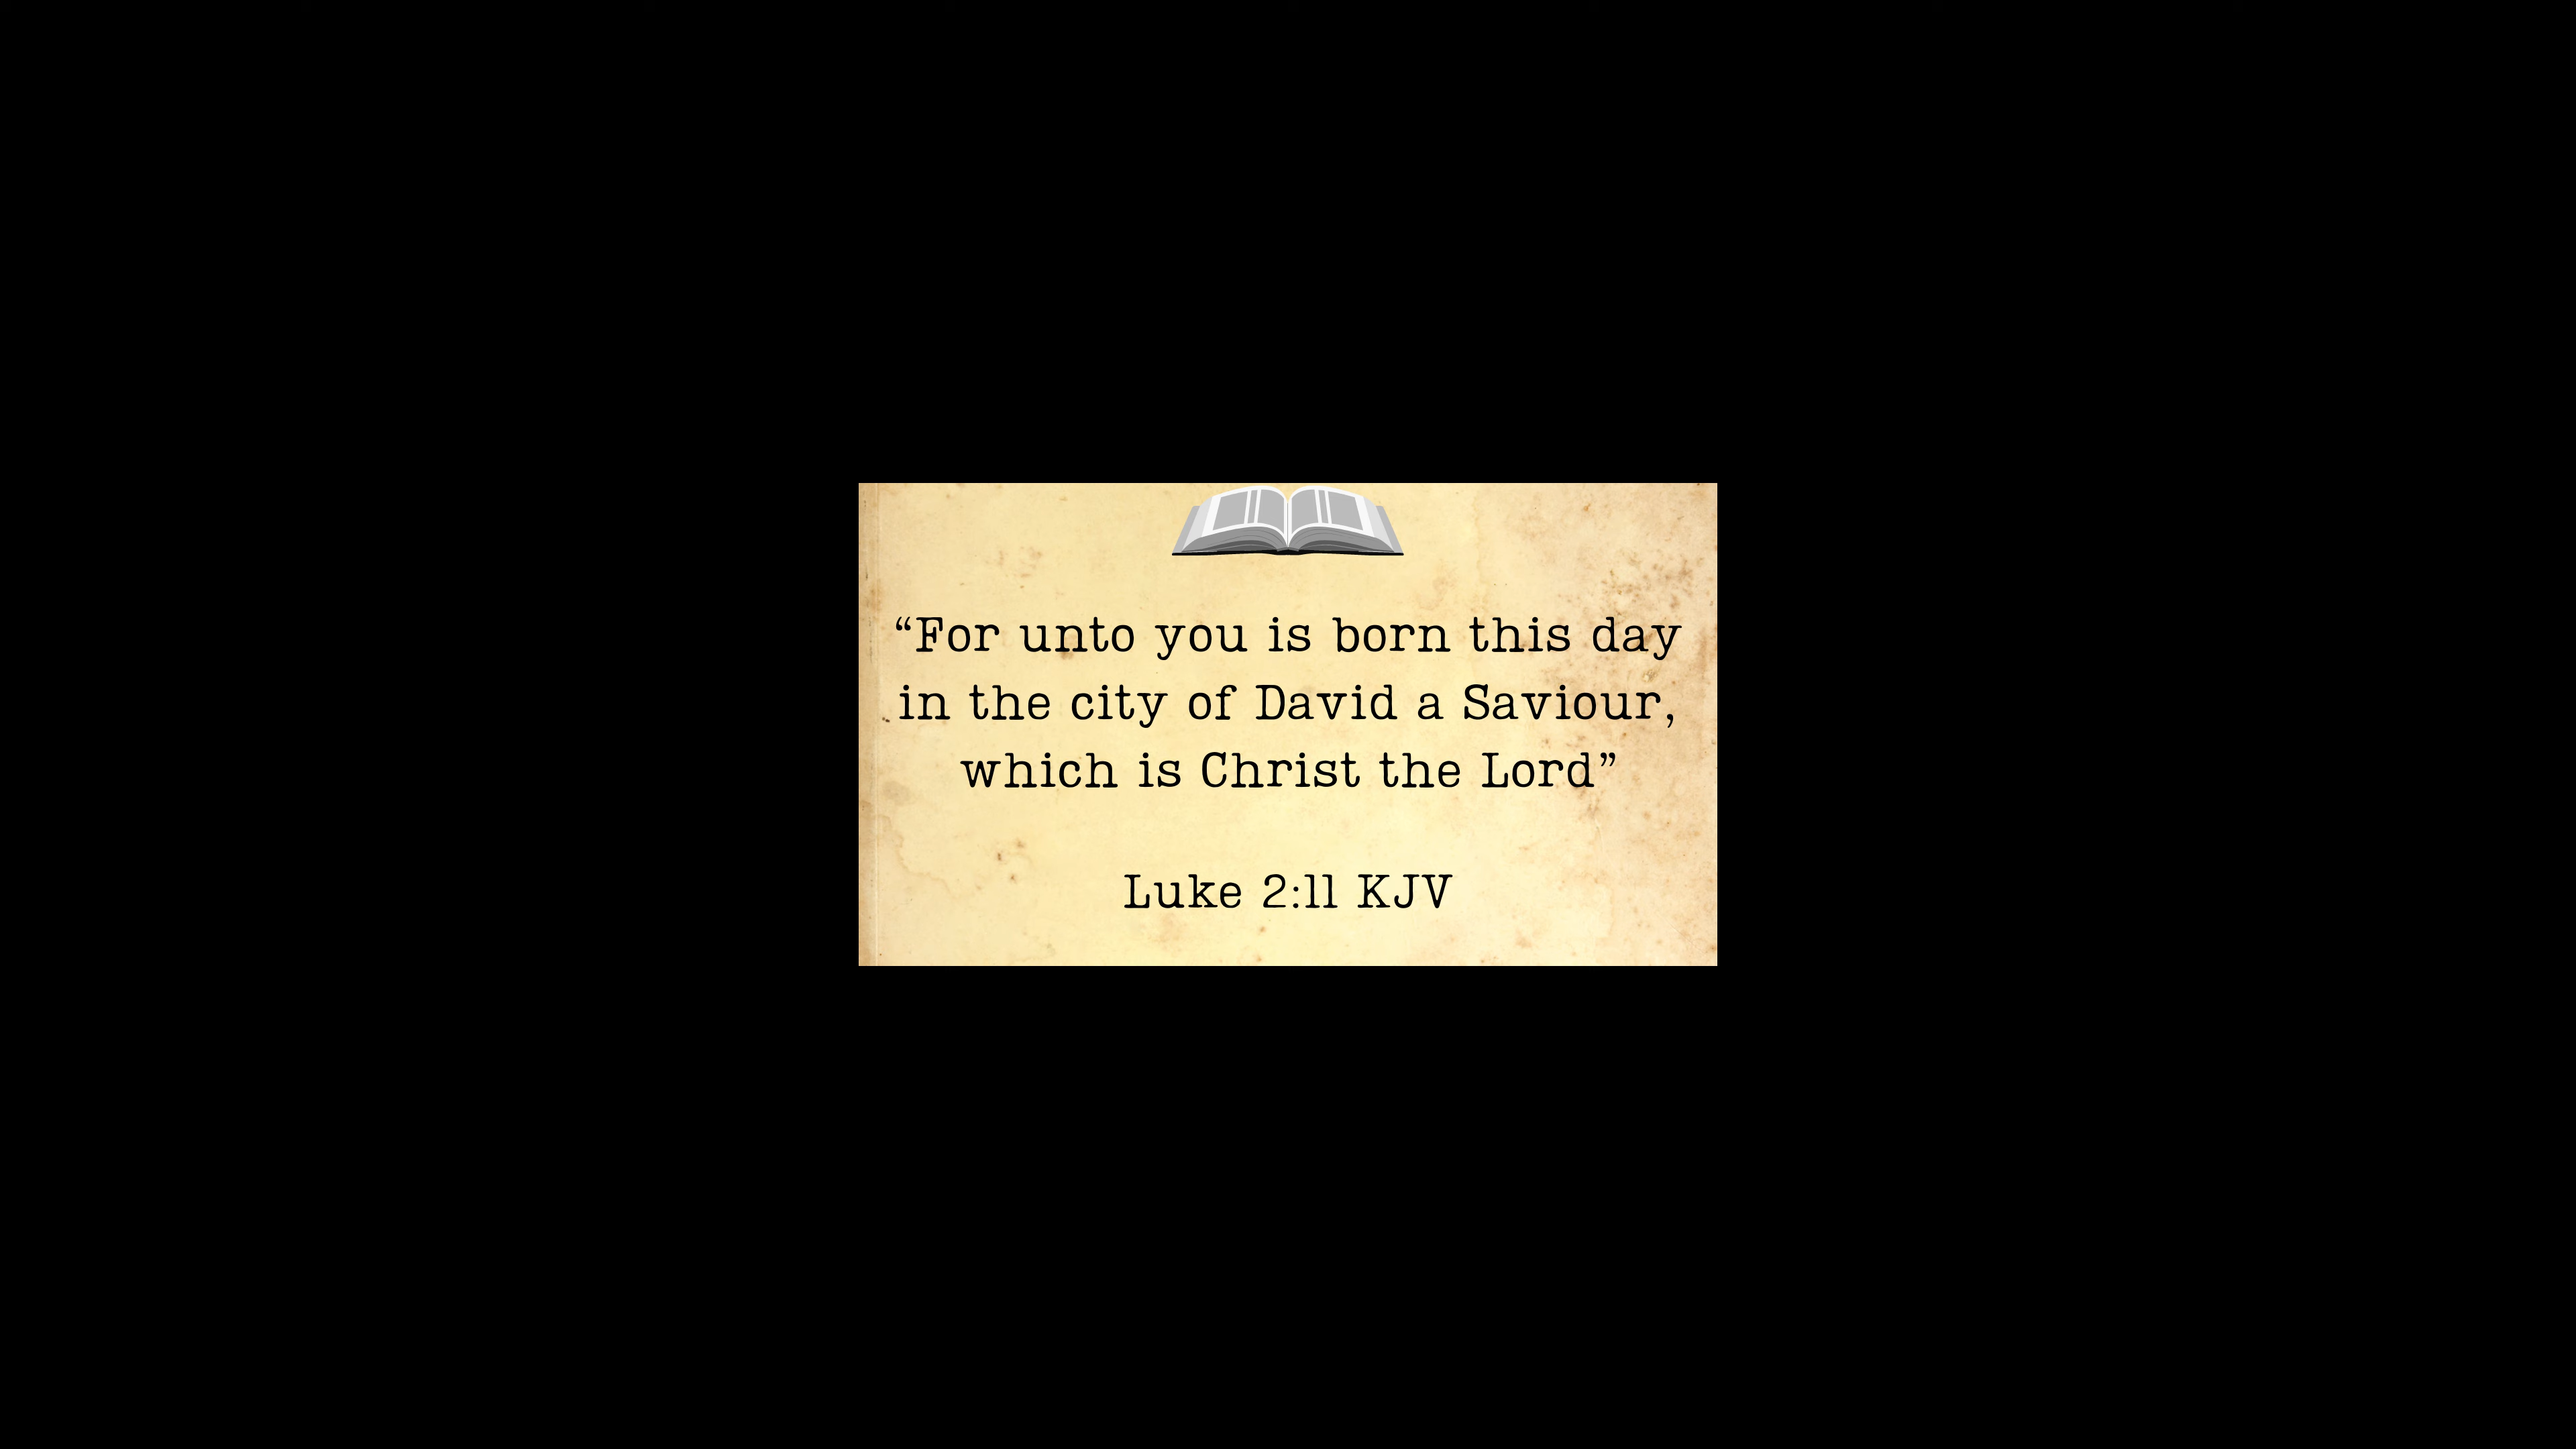 “For unto you is born this day
in the city of David a Saviour,
which is Christ the Lord”
Luke 2:11 KJV